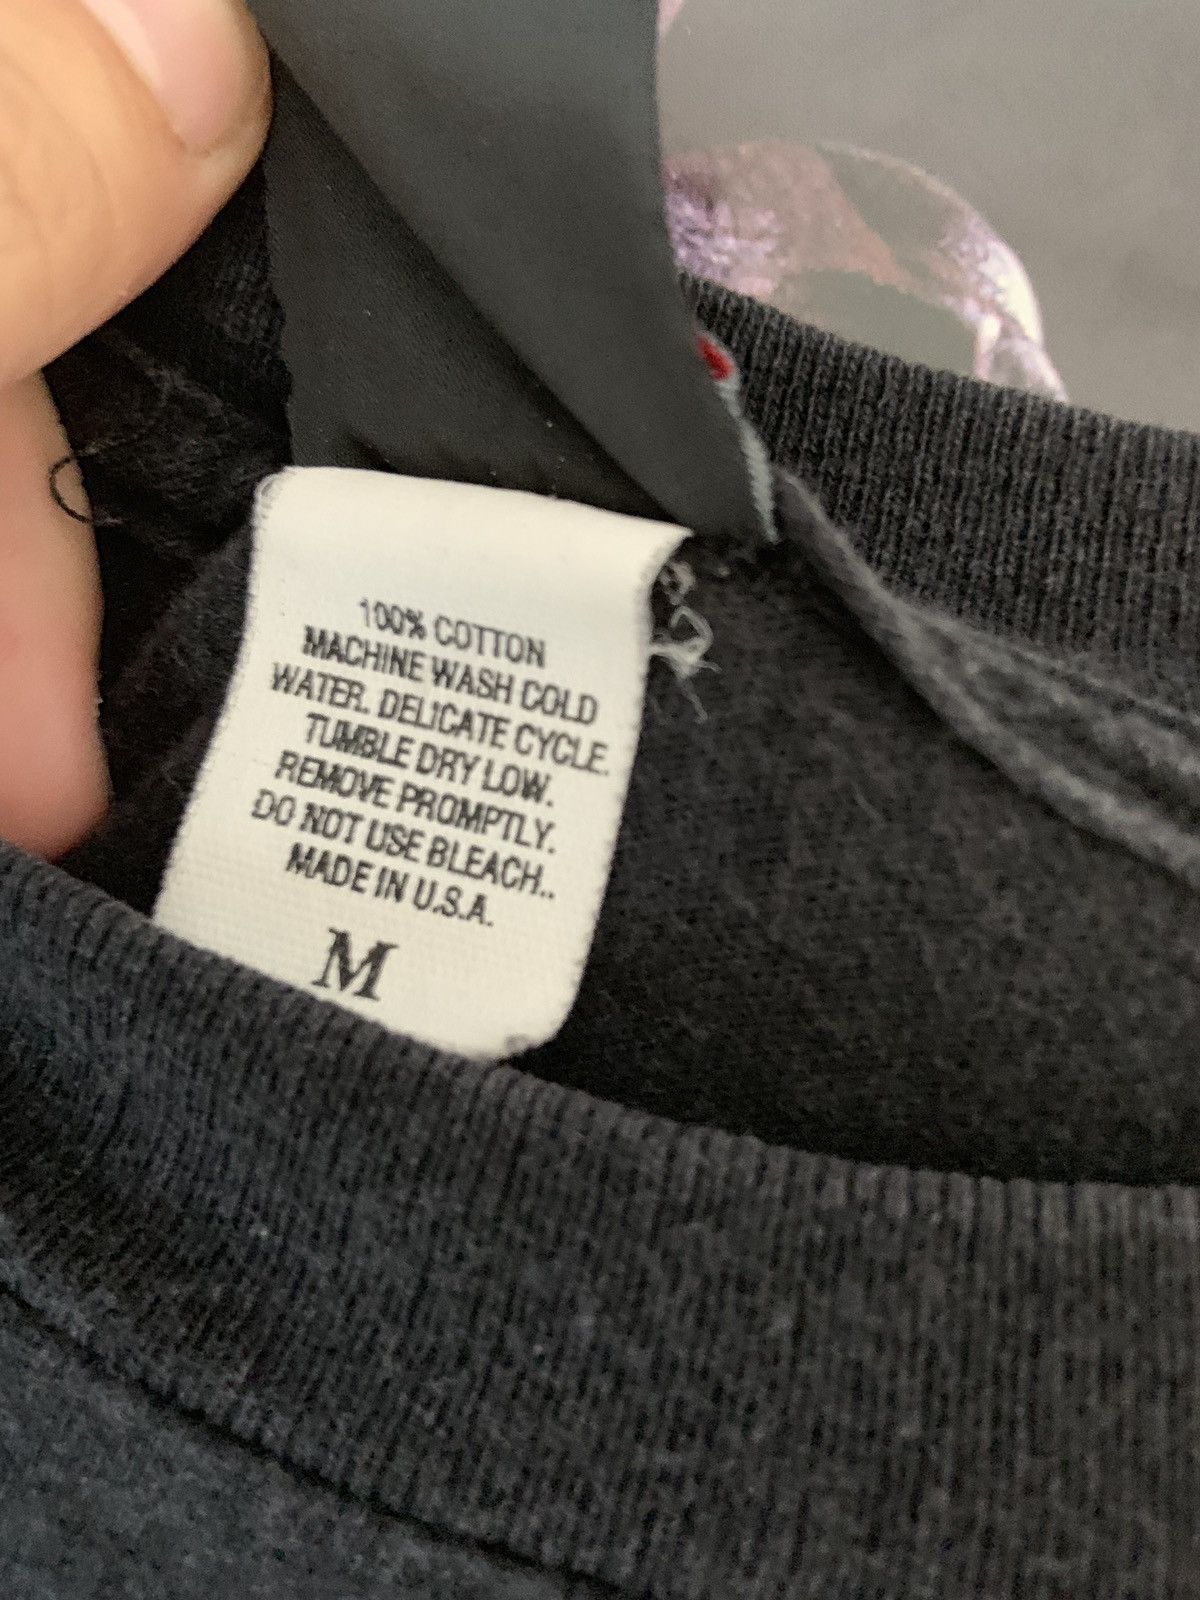 100% COTTON
MACHINE WASH COLD
WATER. DELICATE CYCLE.
TUMBLE DRY LOW.
REMOVE PROMPTLY.
DO NOT USE BLEACH..
MADE IN U.S.A.
M